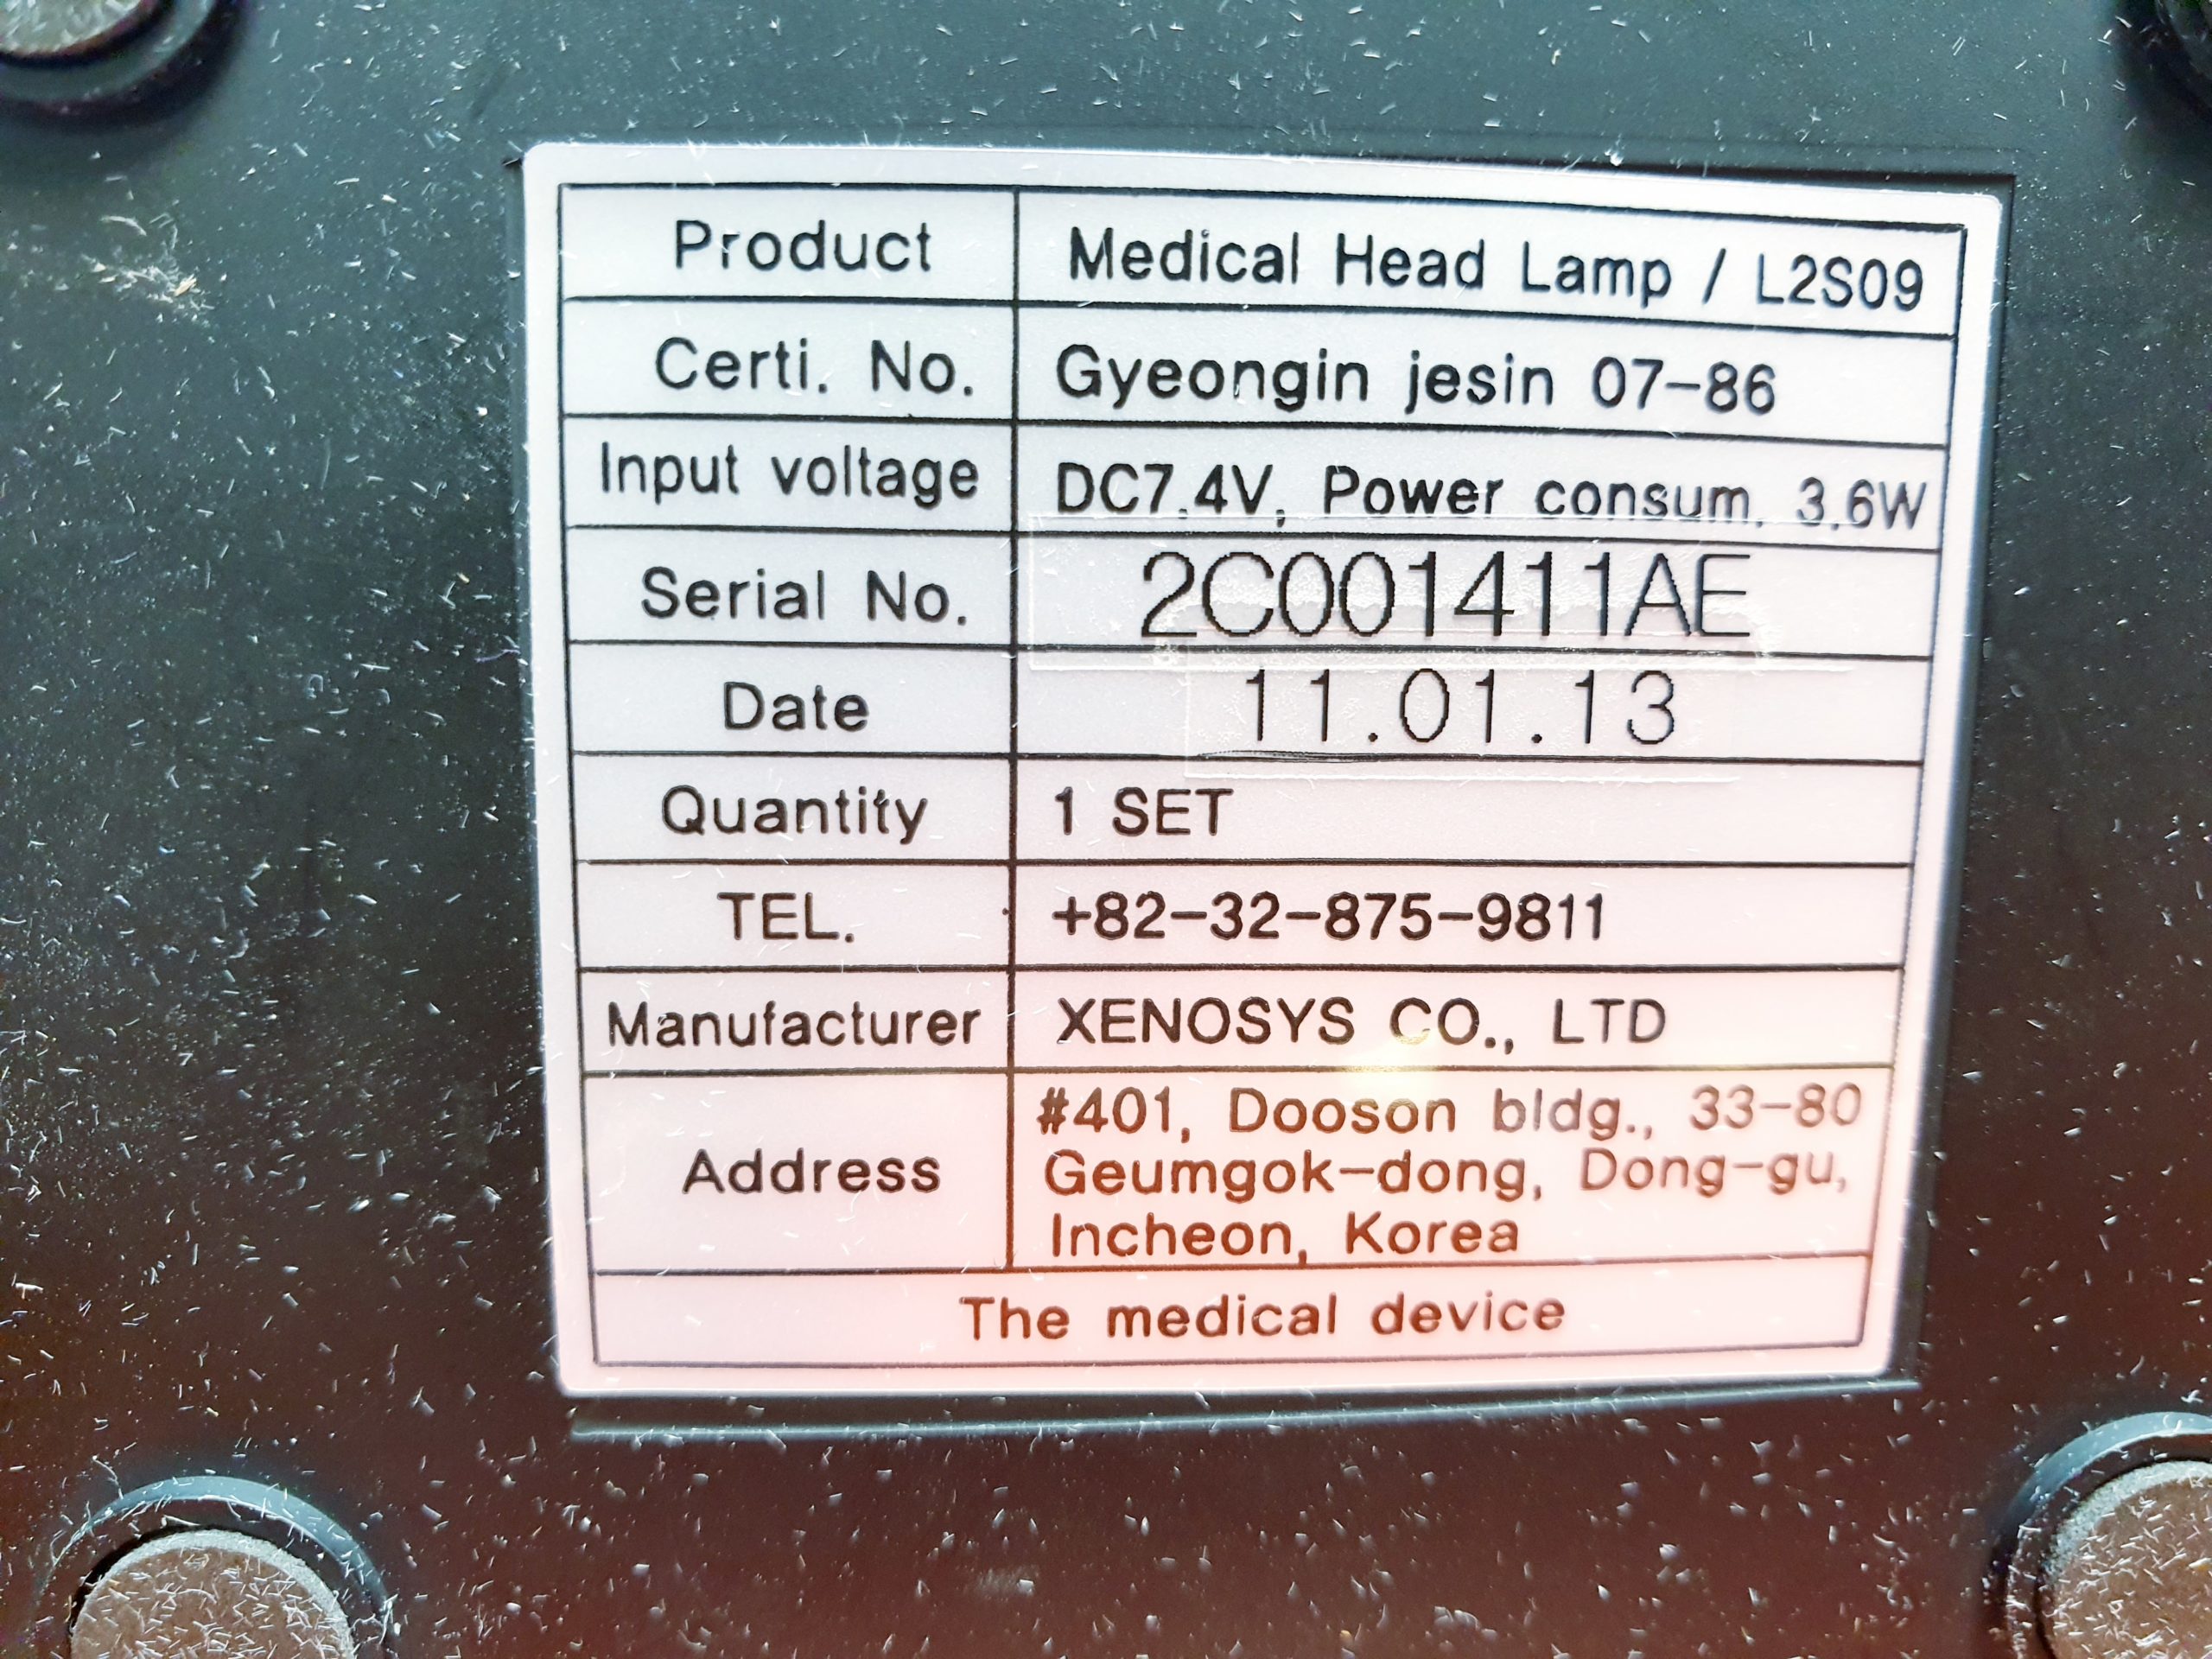 Product Medical Head Lamp / L2S09
Certi. No. Gyeongin jesin 07-86
Input voltage DC7.4V, Power consum. 3.6W
Serial No. 2C001411AE
Date 11.01.13
Quantity 1 SET
TEL. +82-32-875-9811
Manufacturer XENOSYS CO., LTD
Address #401, Dooson bldg., 33-80
Geumgok-dong, Dong-gu,
Incheon, Korea
The medical device